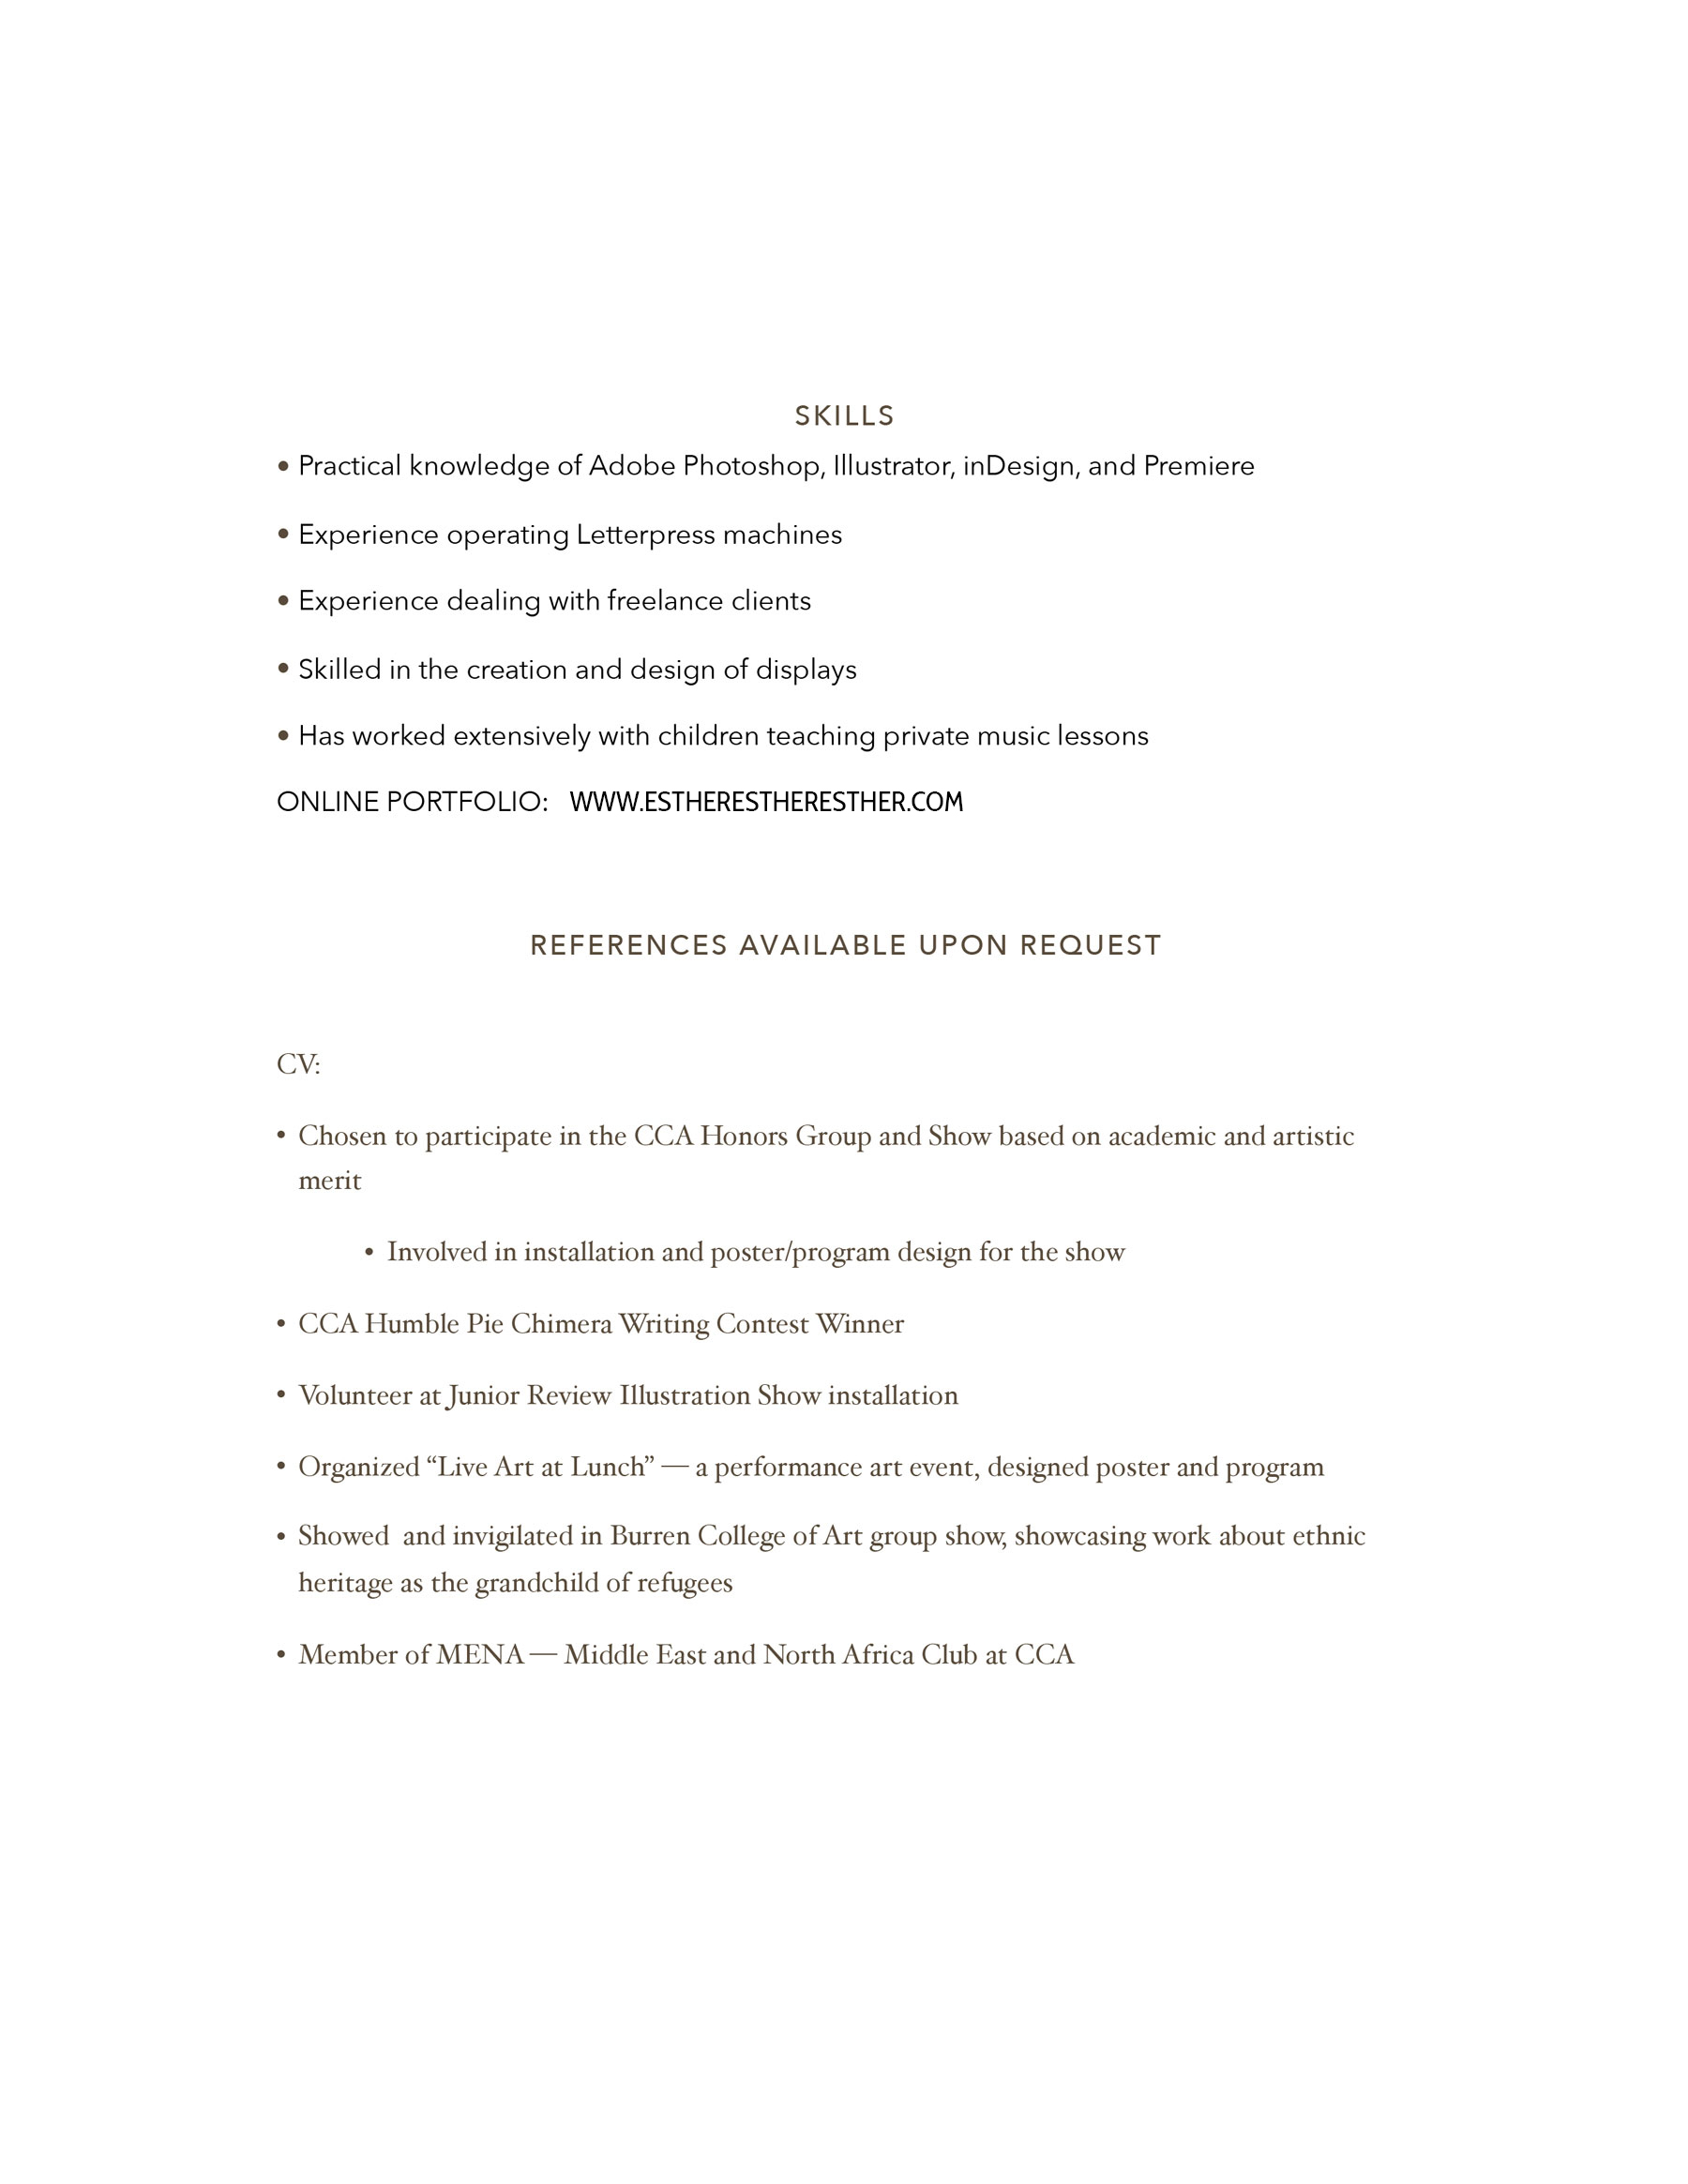 SKILLS
• Practical knowledge of Adobe Photoshop, Illustrator, inDesign, and Premiere
• Experience operating Letterpress machines
• Experience dealing with freelance clients
• Skilled in the creation and design of displays
• Has worked extensively with children teaching private music lessons
ONLINE PORTFOLIO: WWW.ESTHERESTHERESTHER.COM
REFERENCES AVAILABLE UPON REQUEST
CV:
• Chosen to participate in the CCA Honors Group and Show based on academic and artistic
merit
• Involved in installation and poster/program design for the show
• CCA Humble Pie Chimera Writing Contest Winner
• Volunteer at Junior Review Illustration Show installation
• Organized “Live Art at Lunch” — a performance art event, designed poster and program
• Showed  and invigilated in Burren College of Art group show, showcasing work about ethnic
heritage as the grandchild of refugees
• Member of MENA — Middle East and North Africa Club at CCA